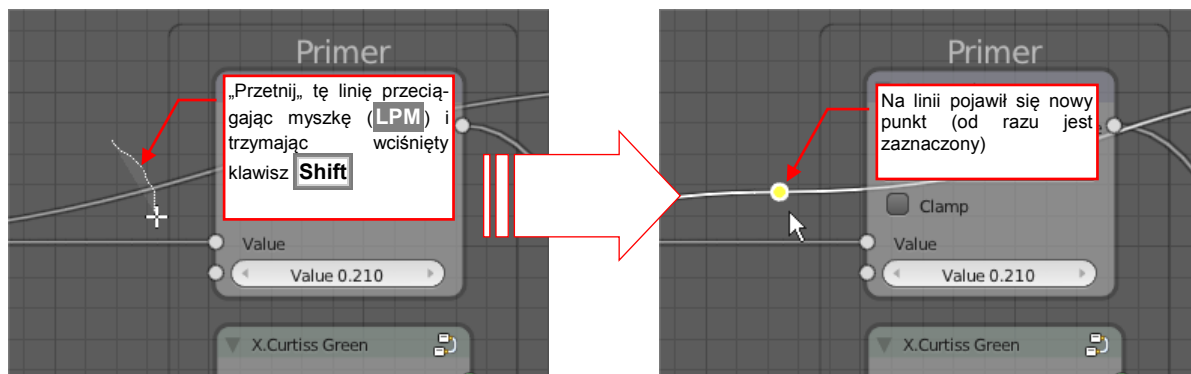 Primer
„Przetnij„ tę linię przecią-
gając myszkę (LPM) i
trzymając wciśnięty
klawisz Shift
Value
Value 0.210
X.Curtiss Green
Primer
Na linii pojawił się nowy
punkt (od razu jest
zaznaczony)
Clamp
Value
Value 0.210
X.Curtiss Green